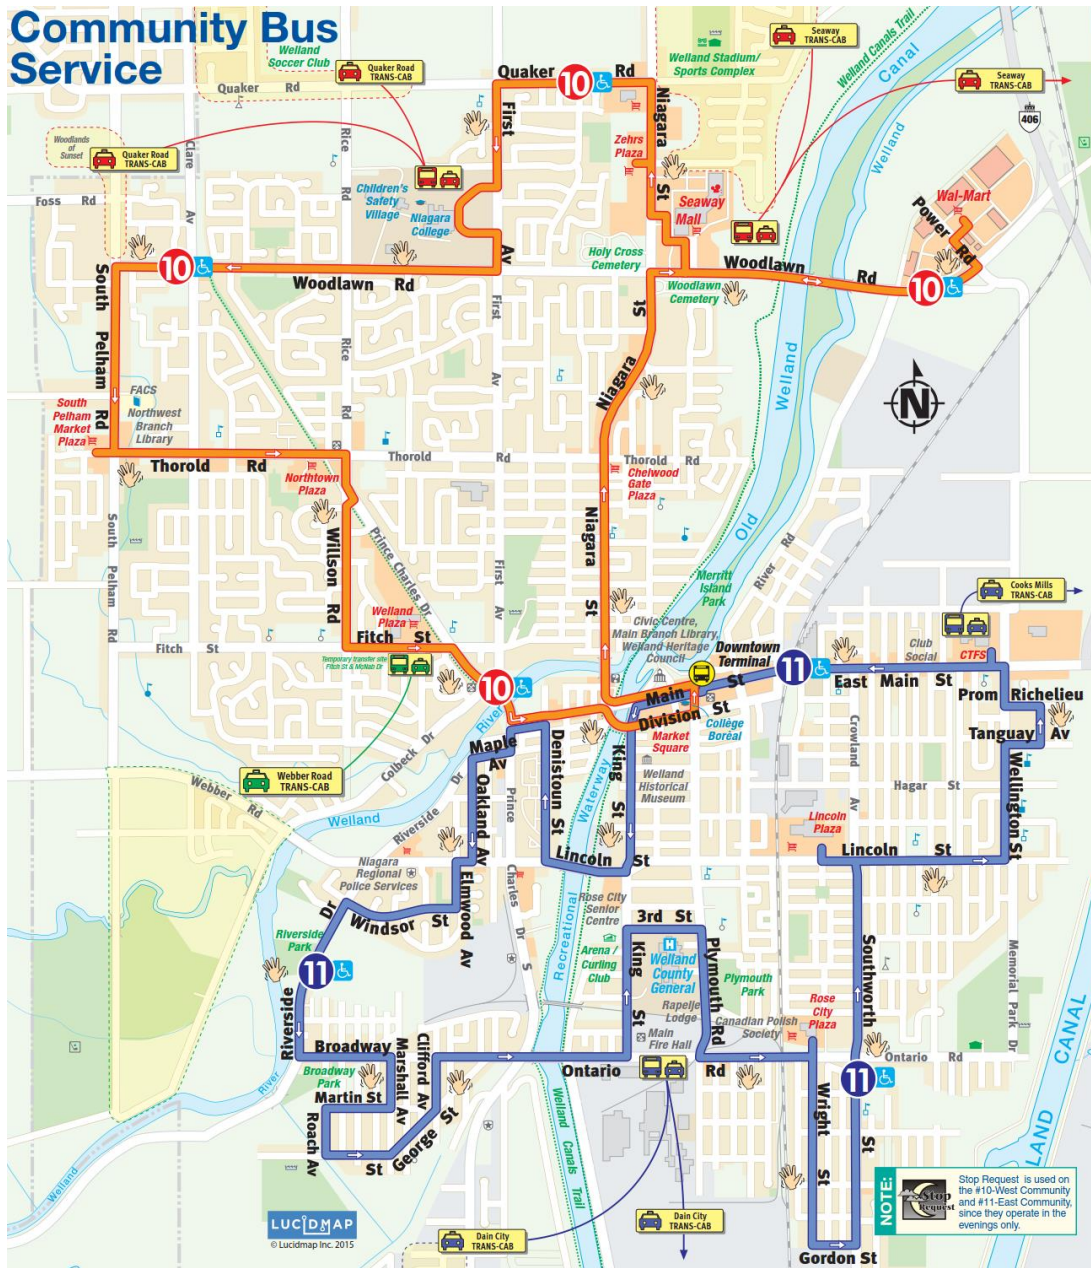 Community Bus
Service
Welland
Soccer Club
Quaker Road
TRANS-CAB
Quaker Rd
Quaker Rd
10
Welland Stadium/
Sports Complex
Seaway
TRANS-CAB
Welland Canals Trail
Seaway
TRANS-CAB
406
Woodlands
of
Sunset
Quaker Road
TRANS-CAB
Clare
Av
Rice
Rd
First
Av
Niagara
St
Zehrs
Plaza
Welland
Canal
Foss Rd
Children's
Safety
Village
Niagara
College
Seaway
Mall
Wal-Mart
Power
Rd
Holy Cross
Cemetery
10
Woodlawn Rd
Woodlawn
Cemetery
Woodlawn Rd
10
South
Pelham
Rd
First
Av
St
Niagara
Rice
Rd
Welland
N
FACS
Northwest
Branch
Library
South
Pelham
Market
Plaza
Thorold Rd
Northtown
Plaza
Thorold Rd
Thorold Rd
Chelwood
Gate
Plaza
Niagara
St
Old
South
Pelham
Rd
Willson
Rd
Prince Charles Dr
First
Av
River Rd
Merritt
Island
Park
Cooks Mills
TRANS-CAB
Welland
Plaza
Fitch St
Fitch St
Temporary transfer site
Fitch St & McNab Dr
Civic Centre,
Main Branch Library,
Welland Heritage
Council
Downtown
Terminal
11
Club
Social
CTFS
East Main St
10
River
Main St
Division St
Collège
Boréal
Market
Square
Prom Richelieu
Tanguay Av
Crowland
Av
Colbeck Dr
Maple
Av
Denistoun St
King
St
Welland
Historical
Museum
Hagar St
Wellington St
Webber Road
TRANS-CAB
Webber Rd
Welland
Riverside Dr
Oakland Av
Prince
Charles
Dr
S
Waterway
Lincoln St
Lincoln
Plaza
Lincoln St
Niagara
Regional
Police Services
Elmwood Av
Rose City
Senior
Centre
Windsor St
Dr
Riverside
Park
11
Riverside
Recreational
Arena /
Curling
Club
3rd St
King
St
Welland
County
General
Plymouth
Rd
Plymouth
Park
Southworth
St
Memorial Park Dr
Rapelje
Lodge
Canadian Polish
Society
Rose
City
Plaza
Main
Fire Hall
Broadway
Broadway
Park
Marshall Av
Clifford Av
Ontario Rd
Ontario Rd
11
River
Martin St
Roach Av
St
George St
Wright
St
Welland Canals Trail
LAND CANAL
Welland
NOTE:
Stop
Request
Stop Request is used on
the #10-West Community
and #11-East Community,
since they operate in the
evenings only.
LUCIDMAP
© Lucidmap Inc. 2015
Dain City
TRANS-CAB
Dain City
TRANS-CAB
Gordon St